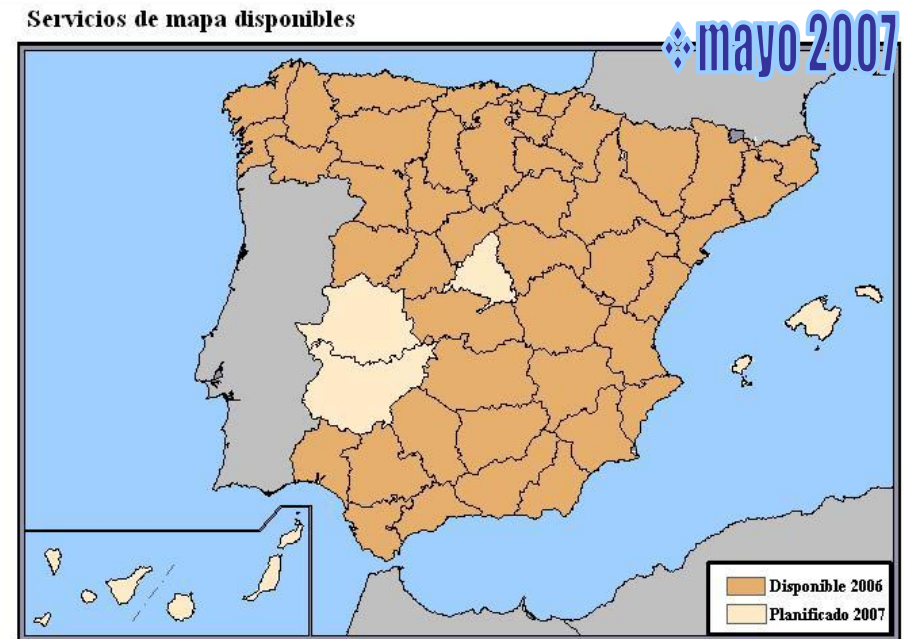 Servicios de mapa disponibles
mayo 2007
Disponible 2006
Planificado 2007